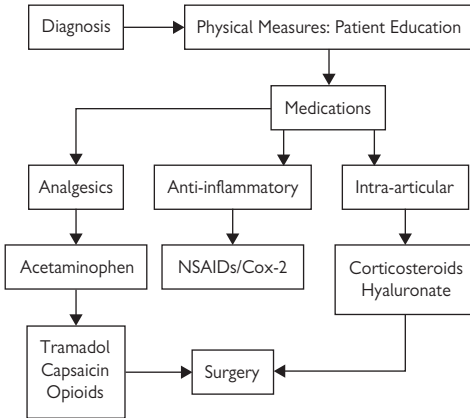 Diagnosis
Physical Measures: Patient Education
Medications
Analgesics
Anti-inflammatory
Intra-articular
Acetaminophen
NSAIDs/Cox-2
Corticosteroids
Hyaluronate
Tramadol
Capsaicin
Opioids
Surgery